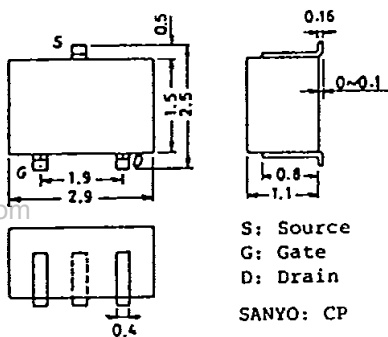 S
0.5
0.16
1.5
2.5
0~0.1
G
D
1.9
2.9
0.8
1.1
om
S: Source
G: Gate
D: Drain
SANYO: CP
0.4